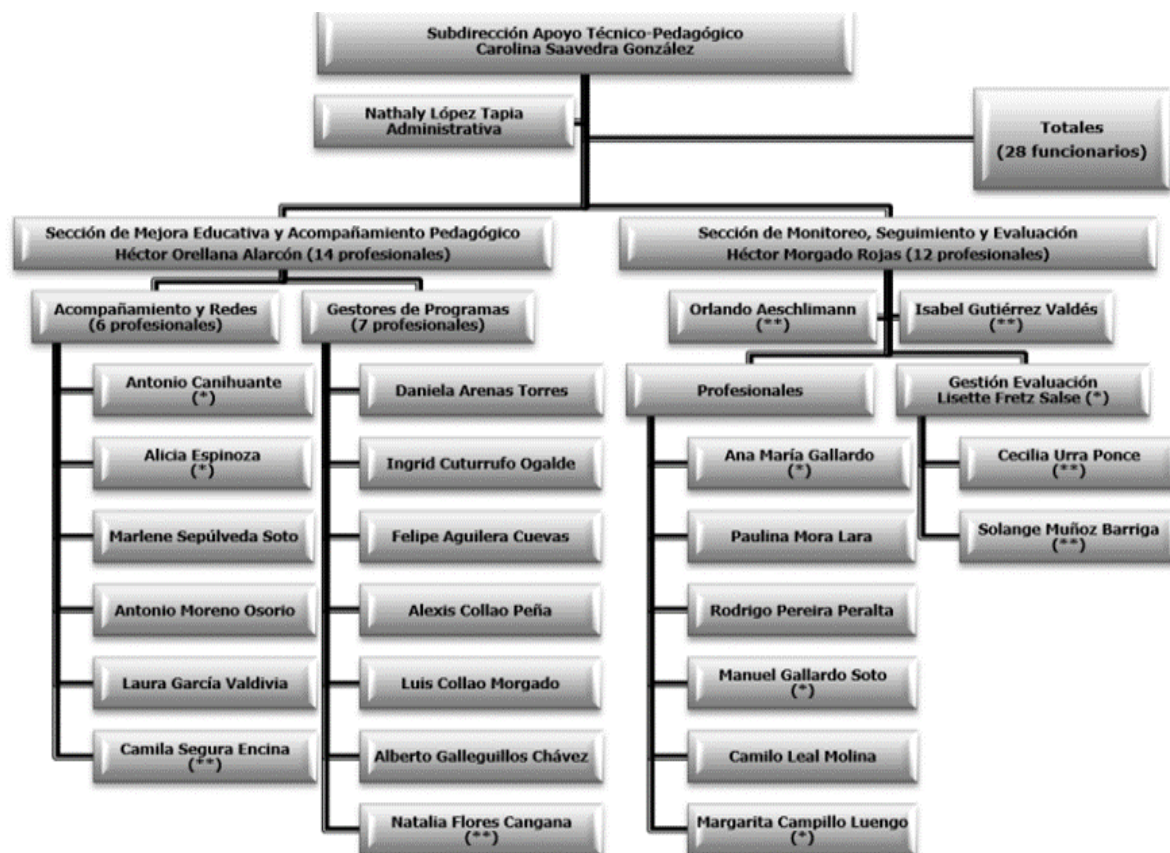 Subdirección Apoyo Técnico-Pedagógico
Carolina Saavedra González
Nathaly López Tapia
Administrativa
Totales
(28 funcionarios)
Sección de Mejora Educativa y Acompañamiento Pedagógico
Héctor Orellana Alarcón (14 profesionales)
Acompañamiento y Redes
(6 profesionales)
Antonio Canihuante
(*)
Alicia Espinoza
(*)
Marlene Sepúlveda Soto
Antonio Moreno Osorio
Laura García Valdivia
Camila Segura Encina
(**)
Gestores de Programas
(7 profesionales)
Daniela Arenas Torres
Ingrid Cuturrufo Ogalde
Felipe Aguilera Cuevas
Alexis Collao Peña
Luis Collao Morgado
Alberto Galleguillos Chávez
Natalia Flores Cangana
(**)
Sección de Monitoreo, Seguimiento y Evaluación
Héctor Morgado Rojas (12 profesionales)
Orlando Aeschlimann
(**)
Isabel Gutiérrez Valdés
(**)
Profesionales
Ana María Gallardo
(*)
Paulina Mora Lara
Rodrigo Pereira Peralta
Manuel Gallardo Soto
(*)
Camilo Leal Molina
Margarita Campillo Luengo
(*)
Gestión Evaluación
Lisette Fretz Salse (*)
Cecilia Urra Ponce
(**)
Solange Muñoz Barriga
(**)